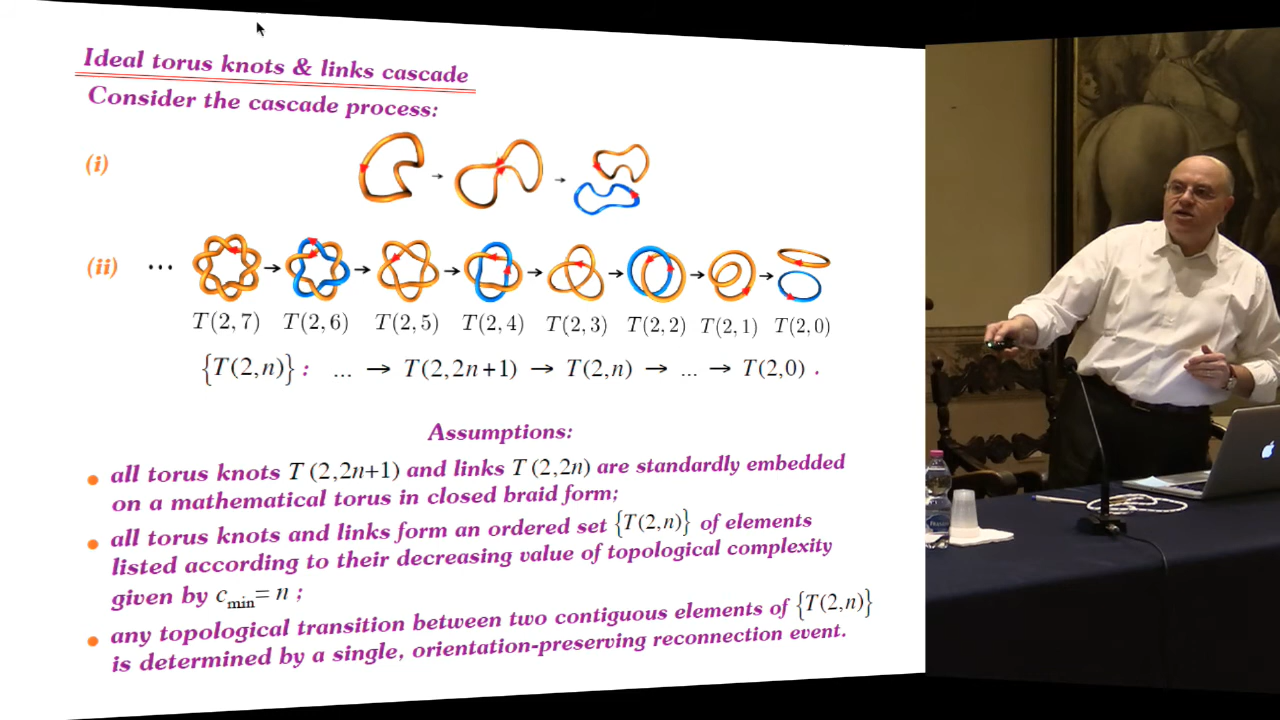 Ideal torus knots & links cascade
Consider the cascade process:
(i)
(ii) ...
T(2,7) T(2,6) T(2,5) T(2,4) T(2,3) T(2,2) T(2,1) T(2,0)
{T(2,n)} : ... → T(2,2n+1) → T(2,n) → ... → T(2,0) .
Assumptions:
• all torus knots T (2,2n+1) and links T (2,2n) are standardly embedded
on a mathematical torus in closed braid form;
• all torus knots and links form an ordered set {T(2,n)} of elements
listed according to their decreasing value of topological complexity
given by cmin= n ;
• any topological transition between two contiguous elements of {T(2,n)}
is determined by a single, orientation-preserving reconnection event.